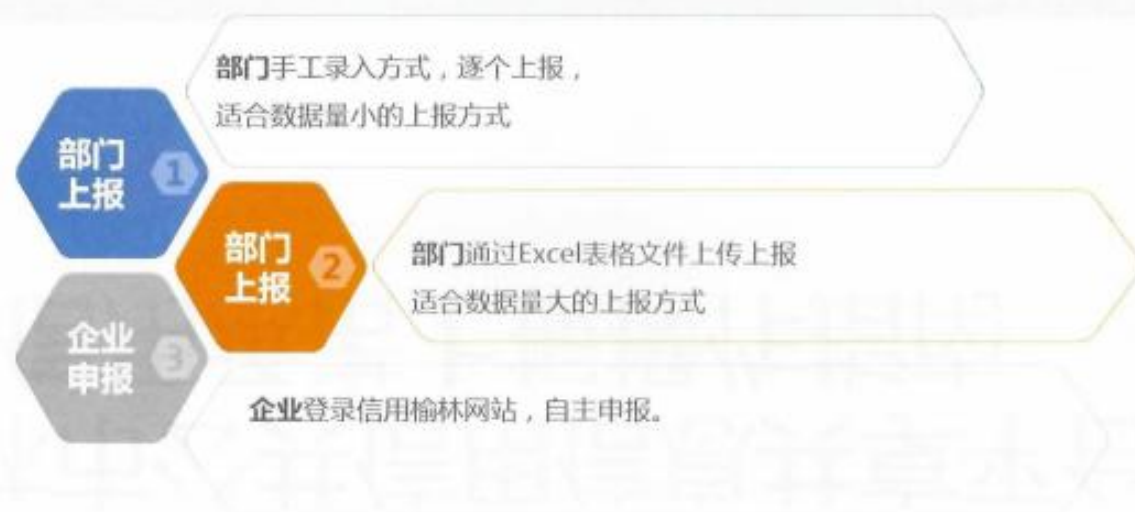 部门手工录入方式，逐个上报，
适合数据量小的上报方式
部门
上报
1
部门
上报
2
部门通过Excel表格文件上传上报
适合数据量大的上报方式
企业
申报
3
企业登录信用榆林网站，自主申报。